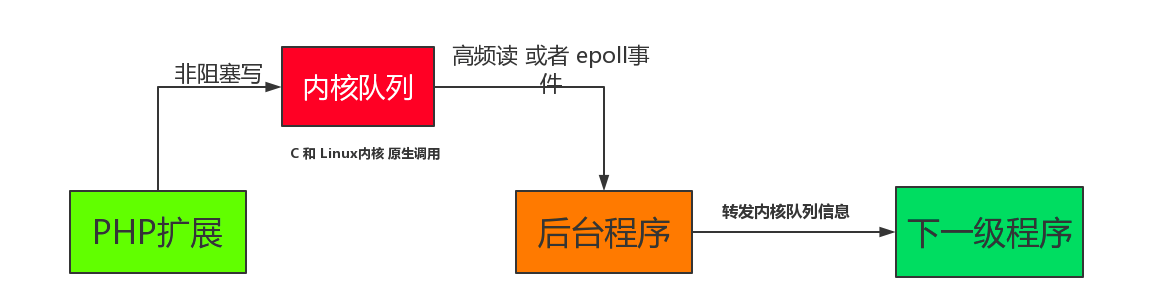 非阻塞写
内核队列
高频读 或者 epoll事
件
C 和 Linux内核 原生调用
PHP扩展
后台程序
转发内核队列信息
下一级程序